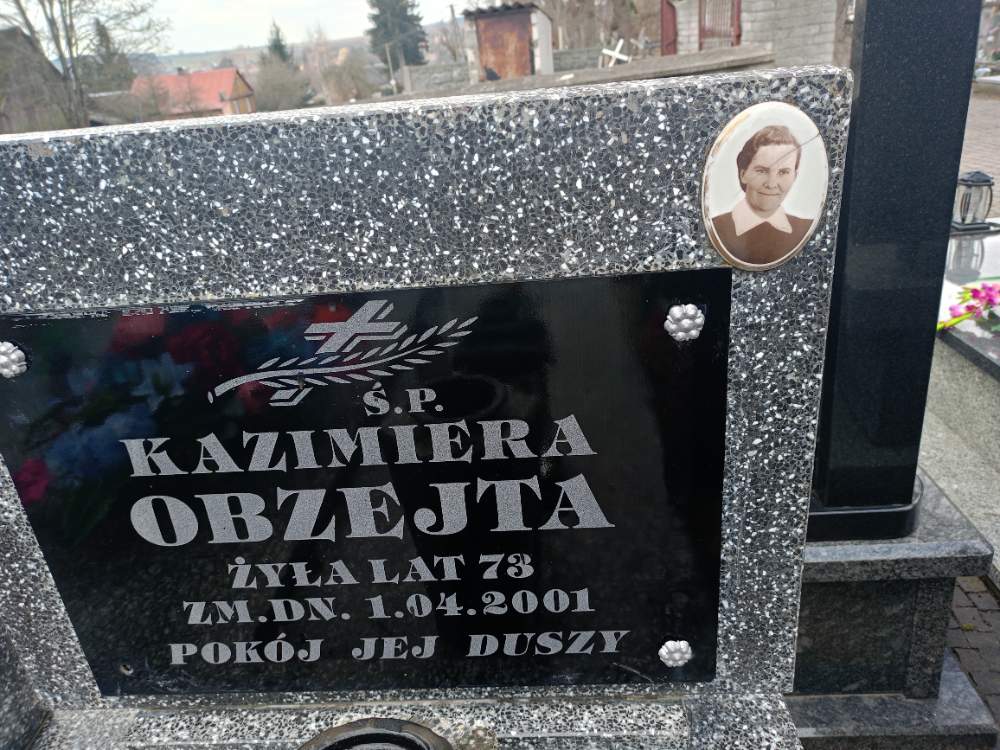 Ś.P.
KAZIMIERA
OBZEJTA
ŻYŁA LAT 73
ZM.DN. 1.04.2001
POKÓJ JEJ DUSZY